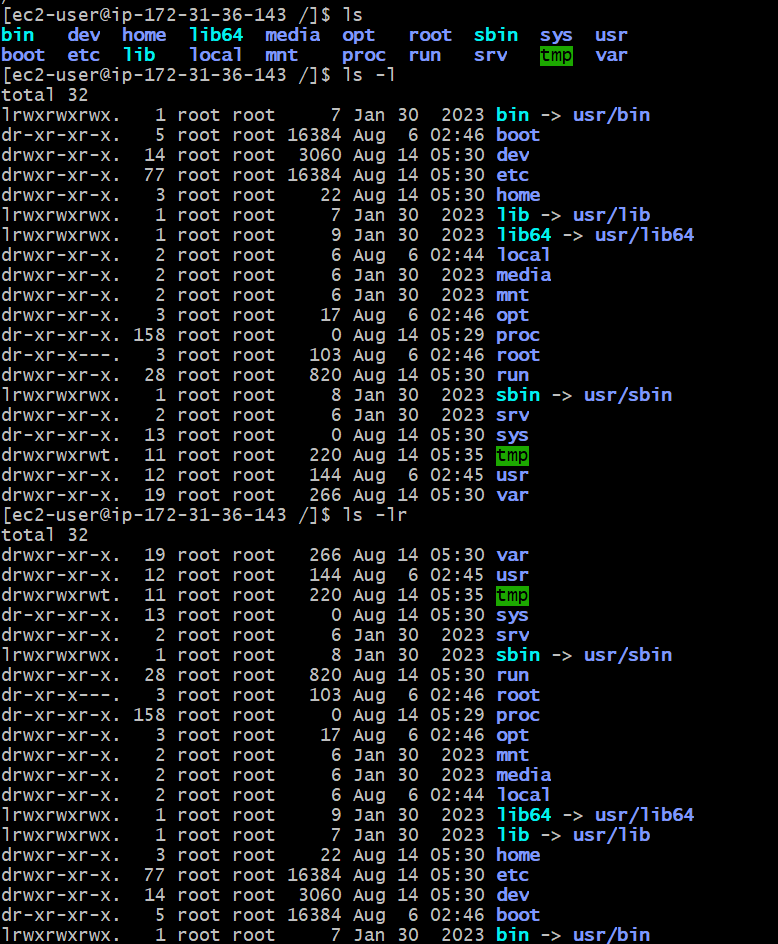 [ec2-user@ip-172-31-36-143 /]$ ls
bin   dev  home  lib64  media  opt   root  sbin  sys  usr
boot  etc  lib   local  mnt    proc  run   srv   tmp  var
[ec2-user@ip-172-31-36-143 /]$ ls -l
total 32
lrwxrwxrwx.   1 root root     7 Jan 30  2023 bin -> usr/bin
dr-xr-xr-x.   5 root root 16384 Aug  6 02:46 boot
drwxr-xr-x.  14 root root  3060 Aug 14 05:30 dev
drwxr-xr-x.  77 root root 16384 Aug 14 05:30 etc
drwxr-xr-x.   3 root root    22 Aug 14 05:30 home
lrwxrwxrwx.   1 root root     7 Jan 30  2023 lib -> usr/lib
lrwxrwxrwx.   1 root root     9 Jan 30  2023 lib64 -> usr/lib64
drwxr-xr-x.   2 root root     6 Aug  6 02:44 local
drwxr-xr-x.   2 root root     6 Jan 30  2023 media
drwxr-xr-x.   2 root root     6 Jan 30  2023 mnt
drwxr-xr-x.   3 root root    17 Aug  6 02:46 opt
dr-xr-xr-x. 158 root root     0 Aug 14 05:29 proc
dr-xr-x---.   3 root root   103 Aug  6 02:46 root
drwxr-xr-x.  28 root root   820 Aug 14 05:30 run
lrwxrwxrwx.   1 root root     8 Jan 30  2023 sbin -> usr/sbin
drwxr-xr-x.   2 root root     6 Jan 30  2023 srv
dr-xr-xr-x.  13 root root     0 Aug 14 05:30 sys
drwxrwxrwt.  11 root root   220 Aug 14 05:35 tmp
drwxr-xr-x.  12 root root   144 Aug  6 02:45 usr
drwxr-xr-x.  19 root root   266 Aug 14 05:30 var
[ec2-user@ip-172-31-36-143 /]$ ls -lr
total 32
drwxr-xr-x.  19 root root   266 Aug 14 05:30 var
drwxr-xr-x.  12 root root   144 Aug  6 02:45 usr
drwxrwxrwt.  11 root root   220 Aug 14 05:35 tmp
dr-xr-xr-x.  13 root root     0 Aug 14 05:30 sys
drwxr-xr-x.   2 root root     6 Jan 30  2023 srv
lrwxrwxrwx.   1 root root     8 Jan 30  2023 sbin -> usr/sbin
drwxr-xr-x.  28 root root   820 Aug 14 05:30 run
dr-xr-x---.   3 root root   103 Aug  6 02:46 root
dr-xr-xr-x. 158 root root     0 Aug 14 05:29 proc
drwxr-xr-x.   3 root root    17 Aug  6 02:46 opt
drwxr-xr-x.   2 root root     6 Jan 30  2023 mnt
drwxr-xr-x.   2 root root     6 Jan 30  2023 media
drwxr-xr-x.   2 root root     6 Aug  6 02:44 local
lrwxrwxrwx.   1 root root     9 Jan 30  2023 lib64 -> usr/lib64
lrwxrwxrwx.   1 root root     7 Jan 30  2023 lib -> usr/lib
drwxr-xr-x.   3 root root    22 Aug 14 05:30 home
drwxr-xr-x.  77 root root 16384 Aug 14 05:30 etc
drwxr-xr-x.  14 root root  3060 Aug 14 05:30 dev
dr-xr-xr-x.   5 root root 16384 Aug  6 02:46 boot
lrwxrwxrwx.   1 root root     7 Jan 30  2023 bin -> usr/bin